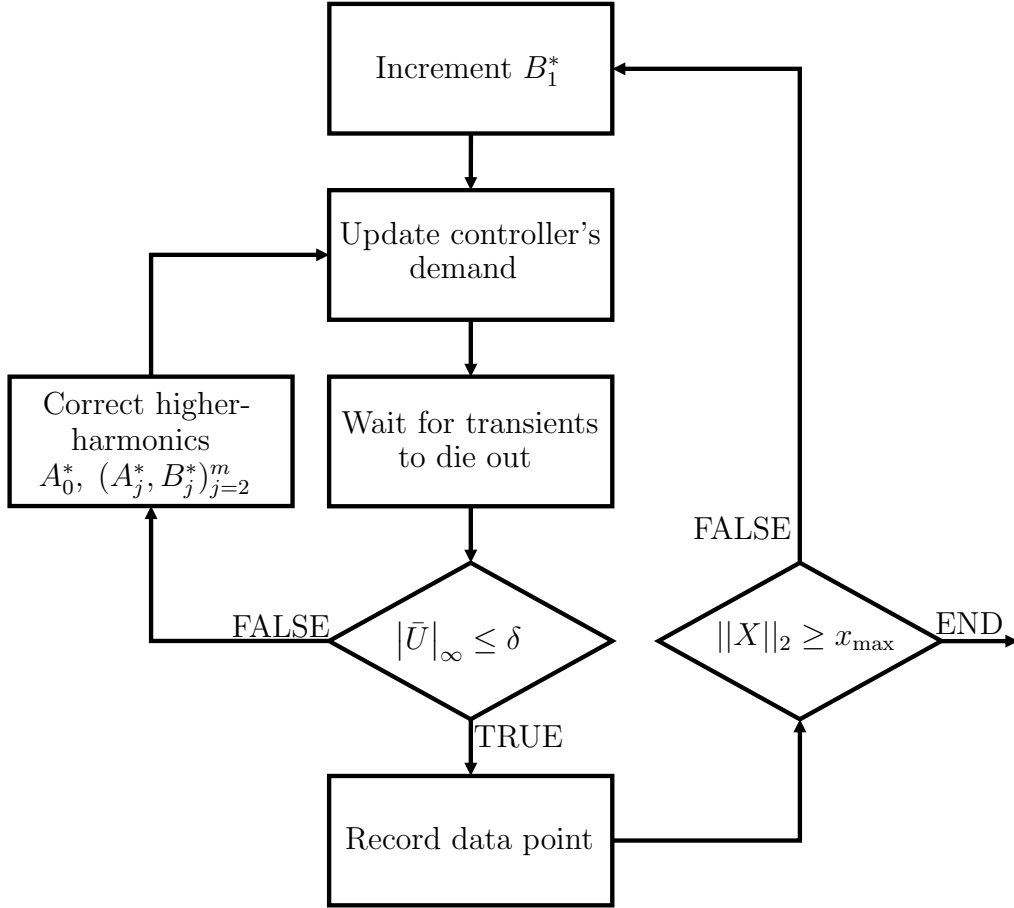 Increment $B_1^*$
Update controller's
demand
Wait for transients
to die out
Correct higher-
harmonics
$A_0^*,\ (A_j^*, B_j^*)_{j=2}^m$
FALSE
$|\bar{U}|_\infty \leq \delta$
TRUE
Record data point
FALSE
$||X||_2 \geq x_{\max}$
END